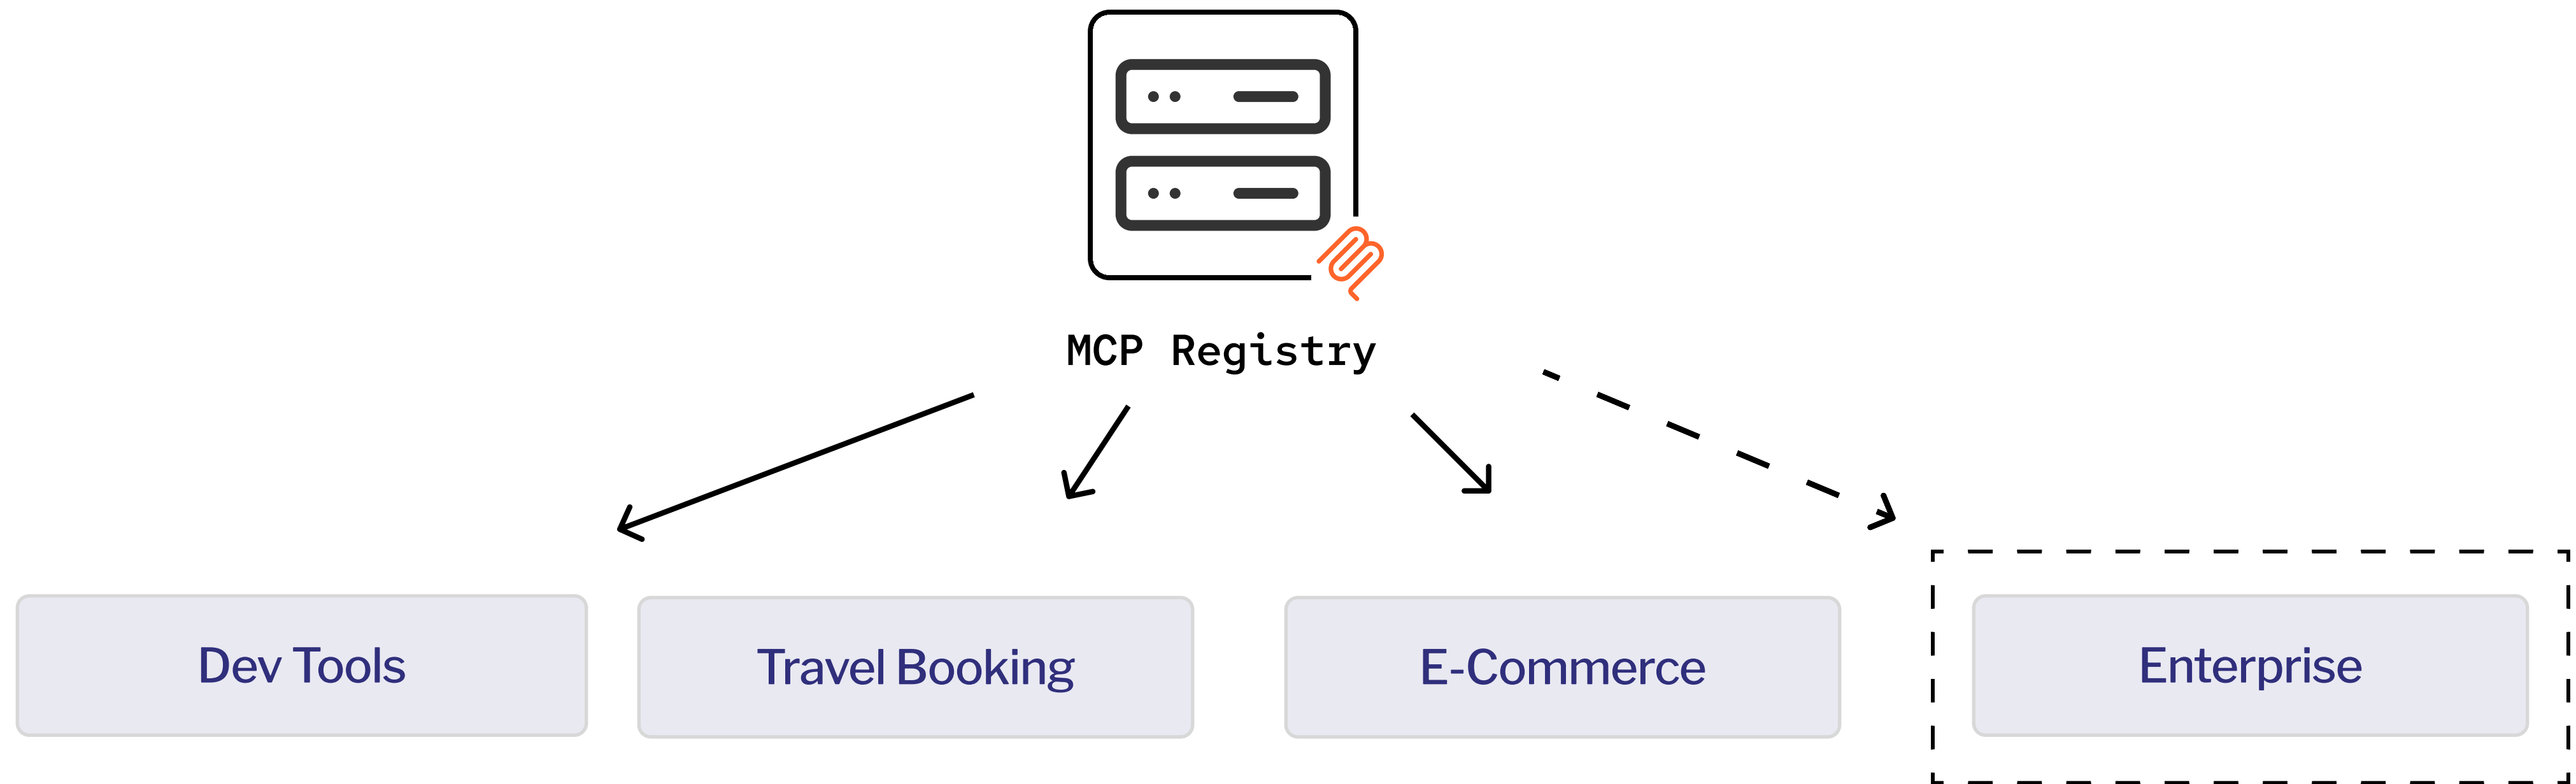 MCP Registry
Dev Tools
Travel Booking
E-Commerce
Enterprise